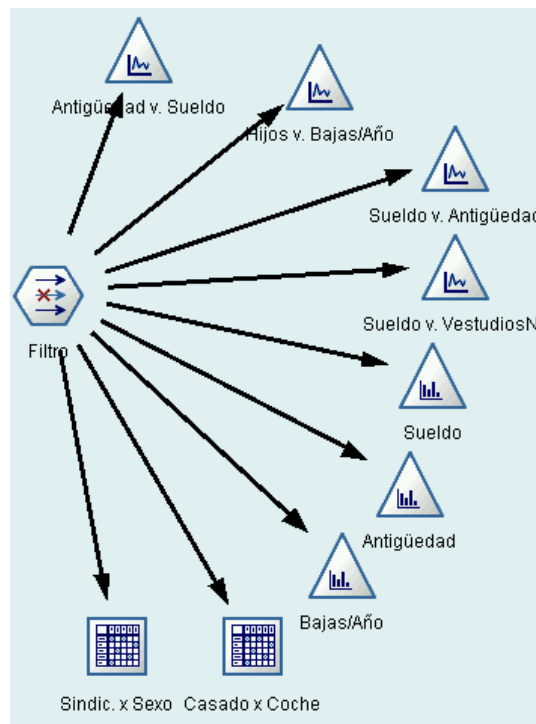 Antigüedad v. Sueldo
Hijos v. Bajas/Año
Sueldo v. Antigüedad
Sueldo v. VestudiosN
Filtro
Sueldo
Antigüedad
Bajas/Año
Sindic. x Sexo
Casado x Coche